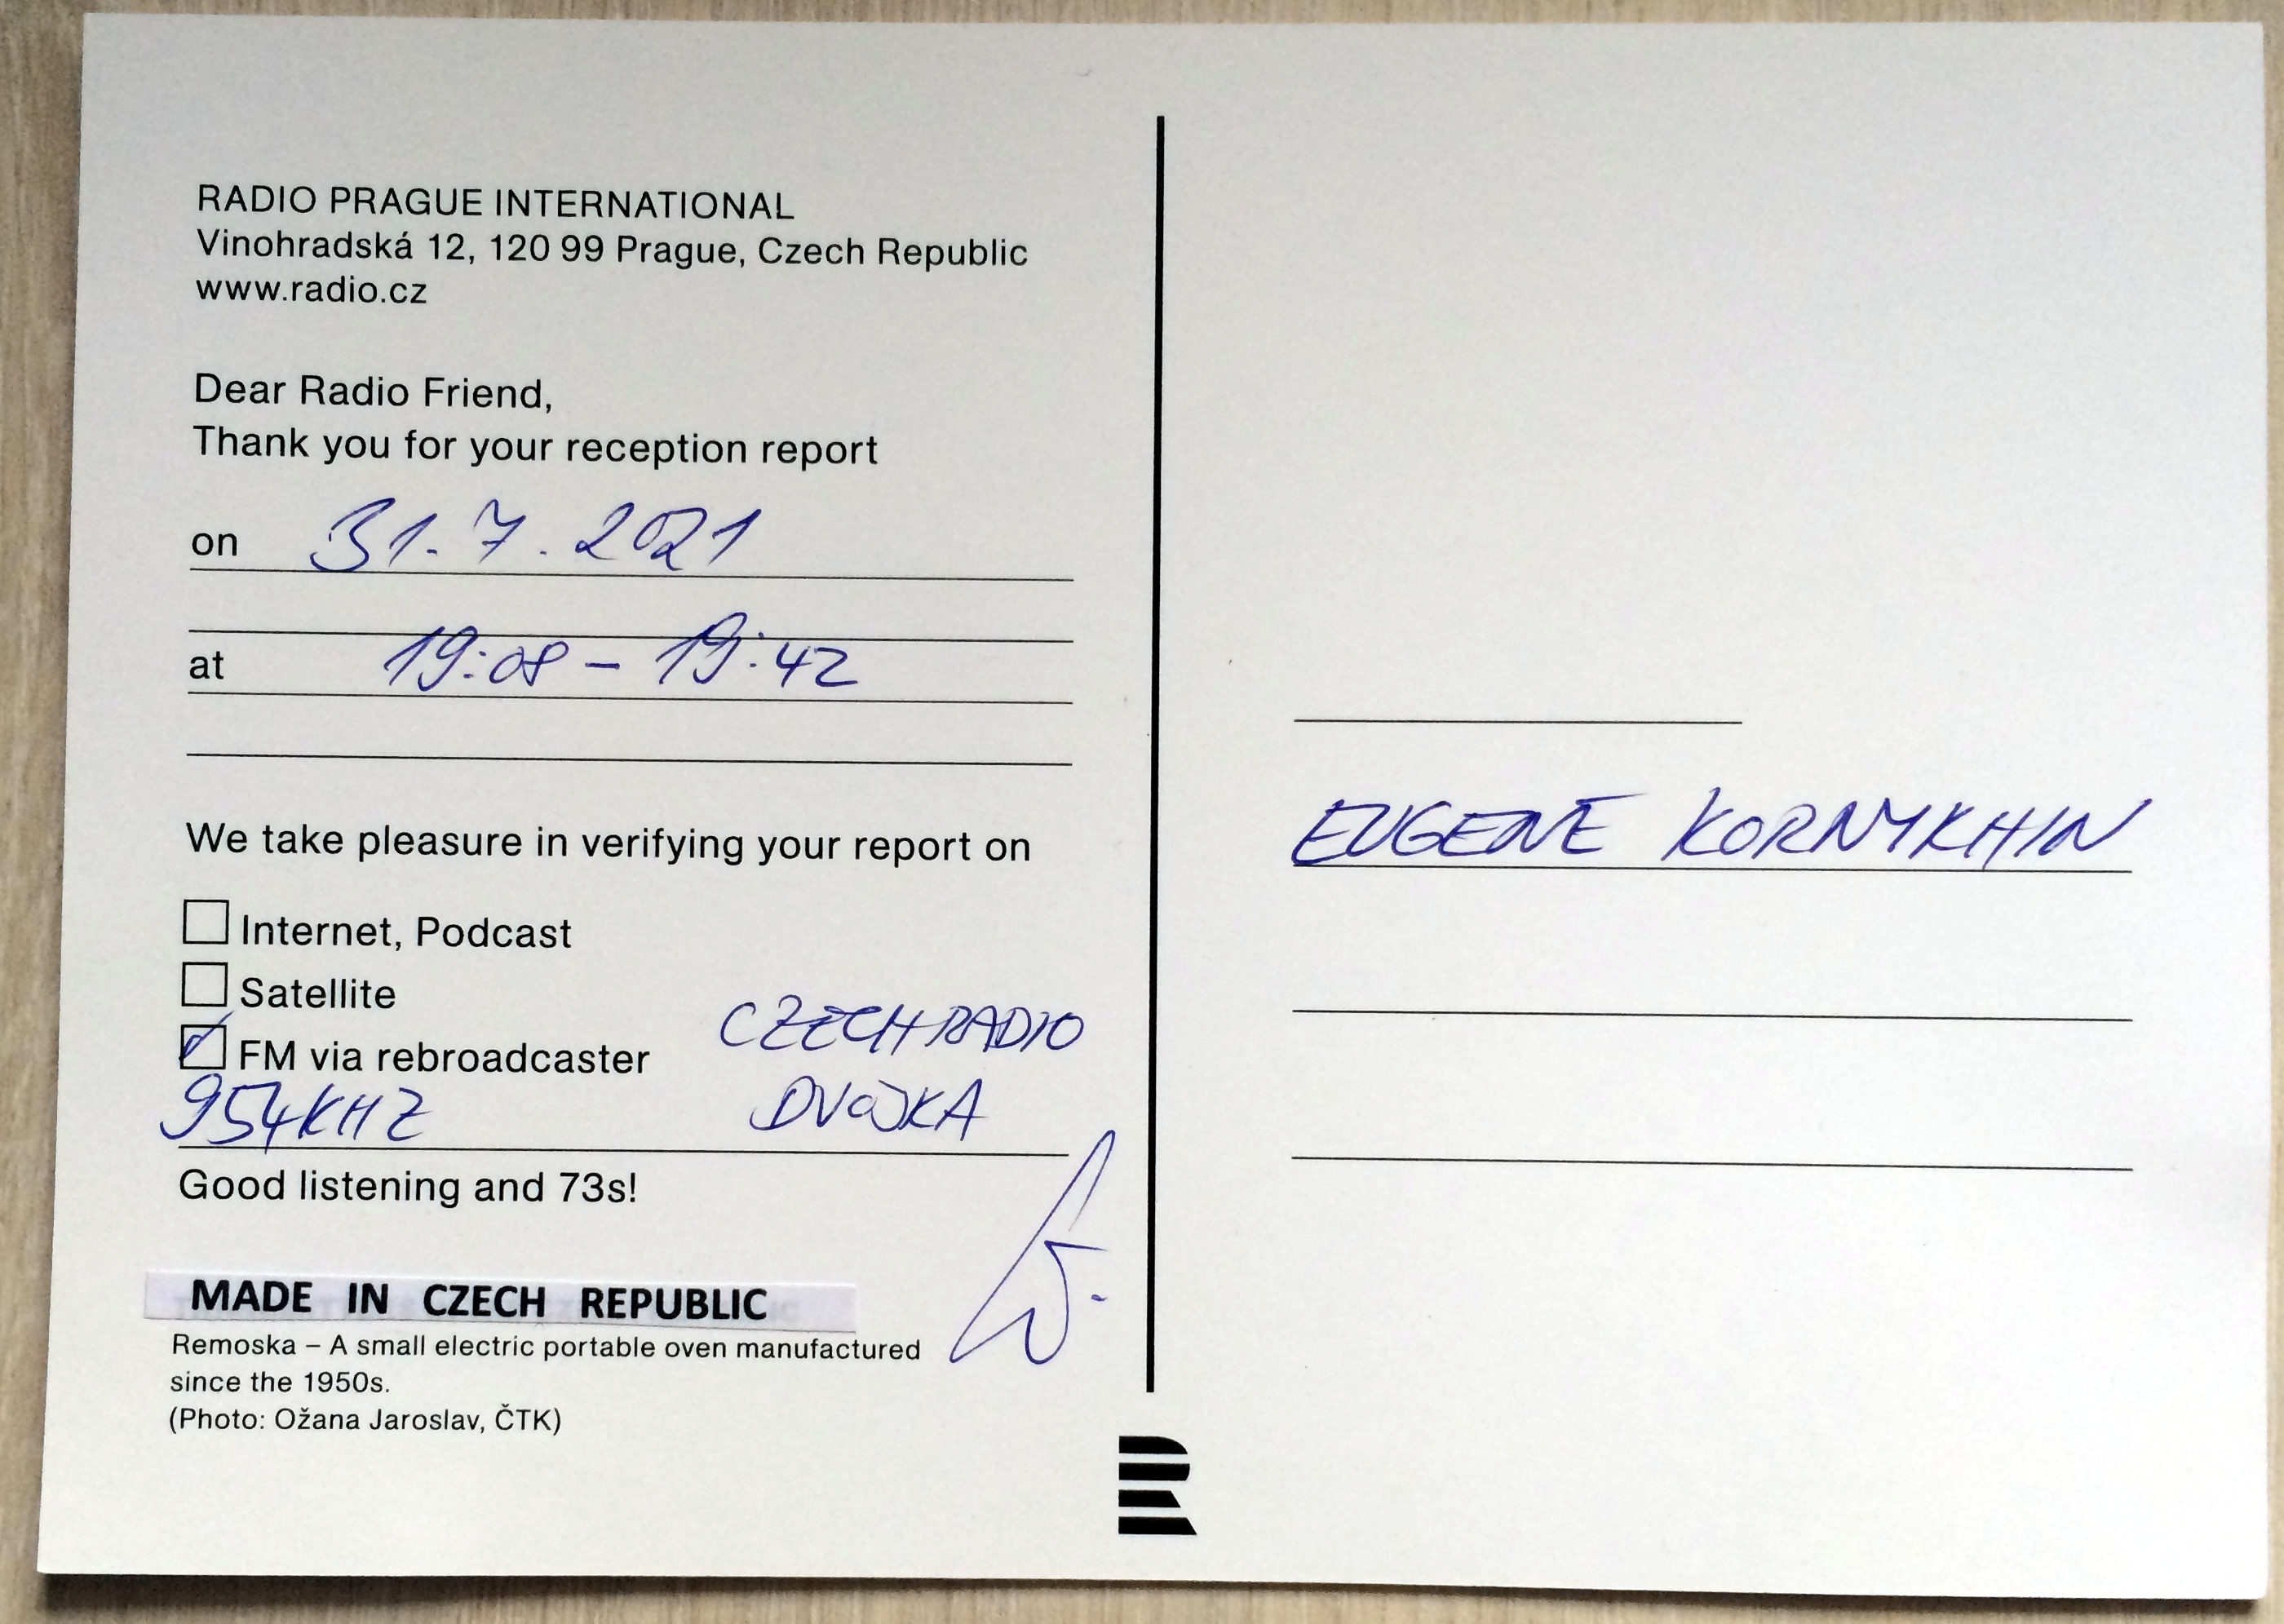 RADIO PRAGUE INTERNATIONAL
Vinohradská 12, 120 99 Prague, Czech Republic
www.radio.cz
Dear Radio Friend,
Thank you for your reception report
on 31.7.2021
at 19:08 – 19:42
We take pleasure in verifying your report on
Internet, Podcast
Satellite
FM via rebroadcaster CZECH RADIO
954KHZ DVOJKA
Good listening and 73s!
MADE IN CZECH REPUBLIC
Remoska – A small electric portable oven manufactured
since the 1950s.
(Photo: Ožana Jaroslav, ČTK)
EUGENE KORNYKHIN